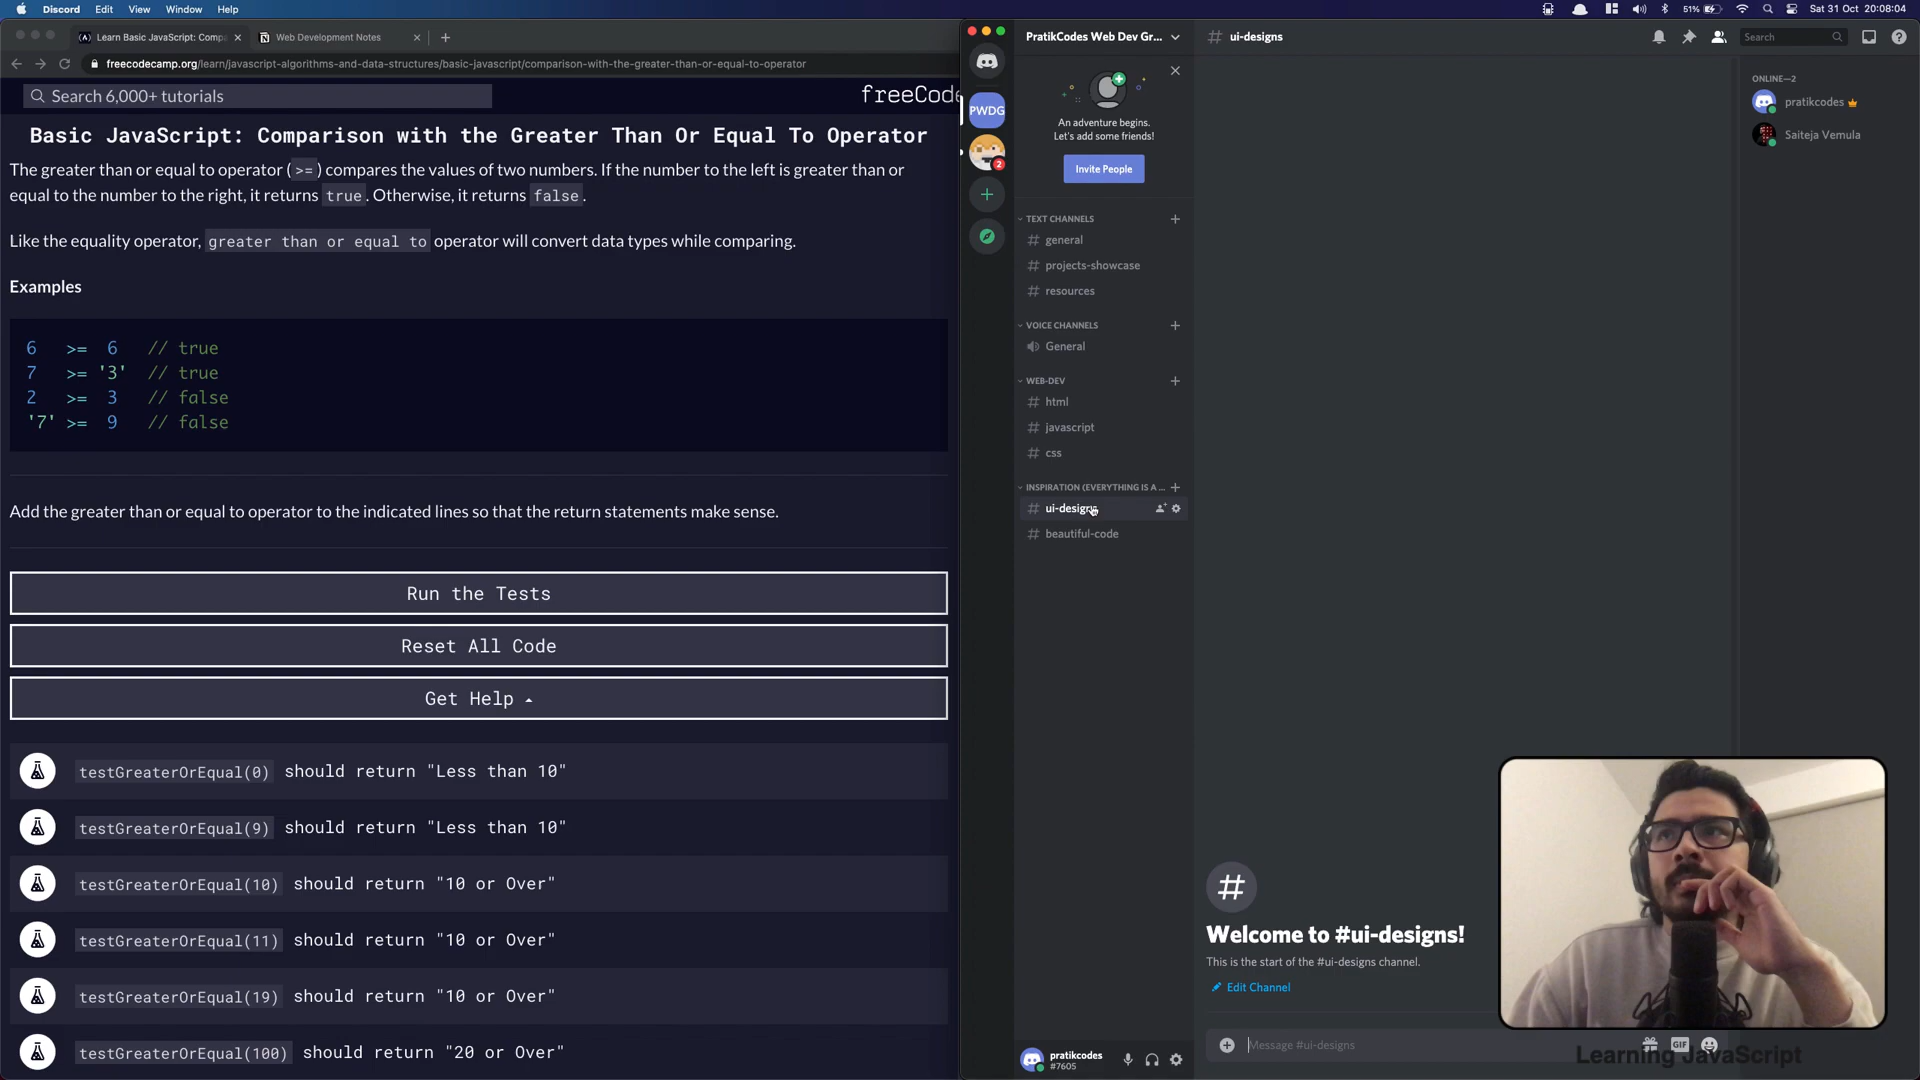 Discord Edit View Window Help
51% Sat 31 Oct 20:08:04
Learn Basic JavaScript: Comp
Web Development Notes
freecodecamp.org/learn/javascript-algorithms-and-data-structures/basic-javascript/comparison-with-the-greater-than-or-equal-to-operator
Search 6,000+ tutorials
freeCode
Basic JavaScript: Comparison with the Greater Than Or Equal To Operator
The greater than or equal to operator ( >= ) compares the values of two numbers. If the number to the left is greater than or
equal to the number to the right, it returns true . Otherwise, it returns false .
Like the equality operator, greater than or equal to operator will convert data types while comparing.
Examples
6 >= 6 // true
7 >= '3' // true
2 >= 3 // false
'7' >= 9 // false
Add the greater than or equal to operator to the indicated lines so that the return statements make sense.
Run the Tests
Reset All Code
Get Help
testGreaterOrEqual(0) should return "Less than 10"
testGreaterOrEqual(9) should return "Less than 10"
testGreaterOrEqual(10) should return "10 or Over"
testGreaterOrEqual(11) should return "10 or Over"
testGreaterOrEqual(19) should return "10 or Over"
testGreaterOrEqual(100) should return "20 or Over"
PratikCodes Web Dev Gr...
PWDG
2
An adventure begins.
Let's add some friends!
Invite People
TEXT CHANNELS
# general
# projects-showcase
# resources
VOICE CHANNELS
General
WEB-DEV
# html
# javascript
# css
INSPIRATION (EVERYTHING IS A ...
# ui-designs
# beautiful-code
pratikcodes
#7605
# ui-designs
Search
#
Welcome to #ui-designs!
This is the start of the #ui-designs channel.
Edit Channel
Message #ui-designs
GIF
ONLINE—2
pratikcodes
Saiteja Vemula
Learning JavaScript